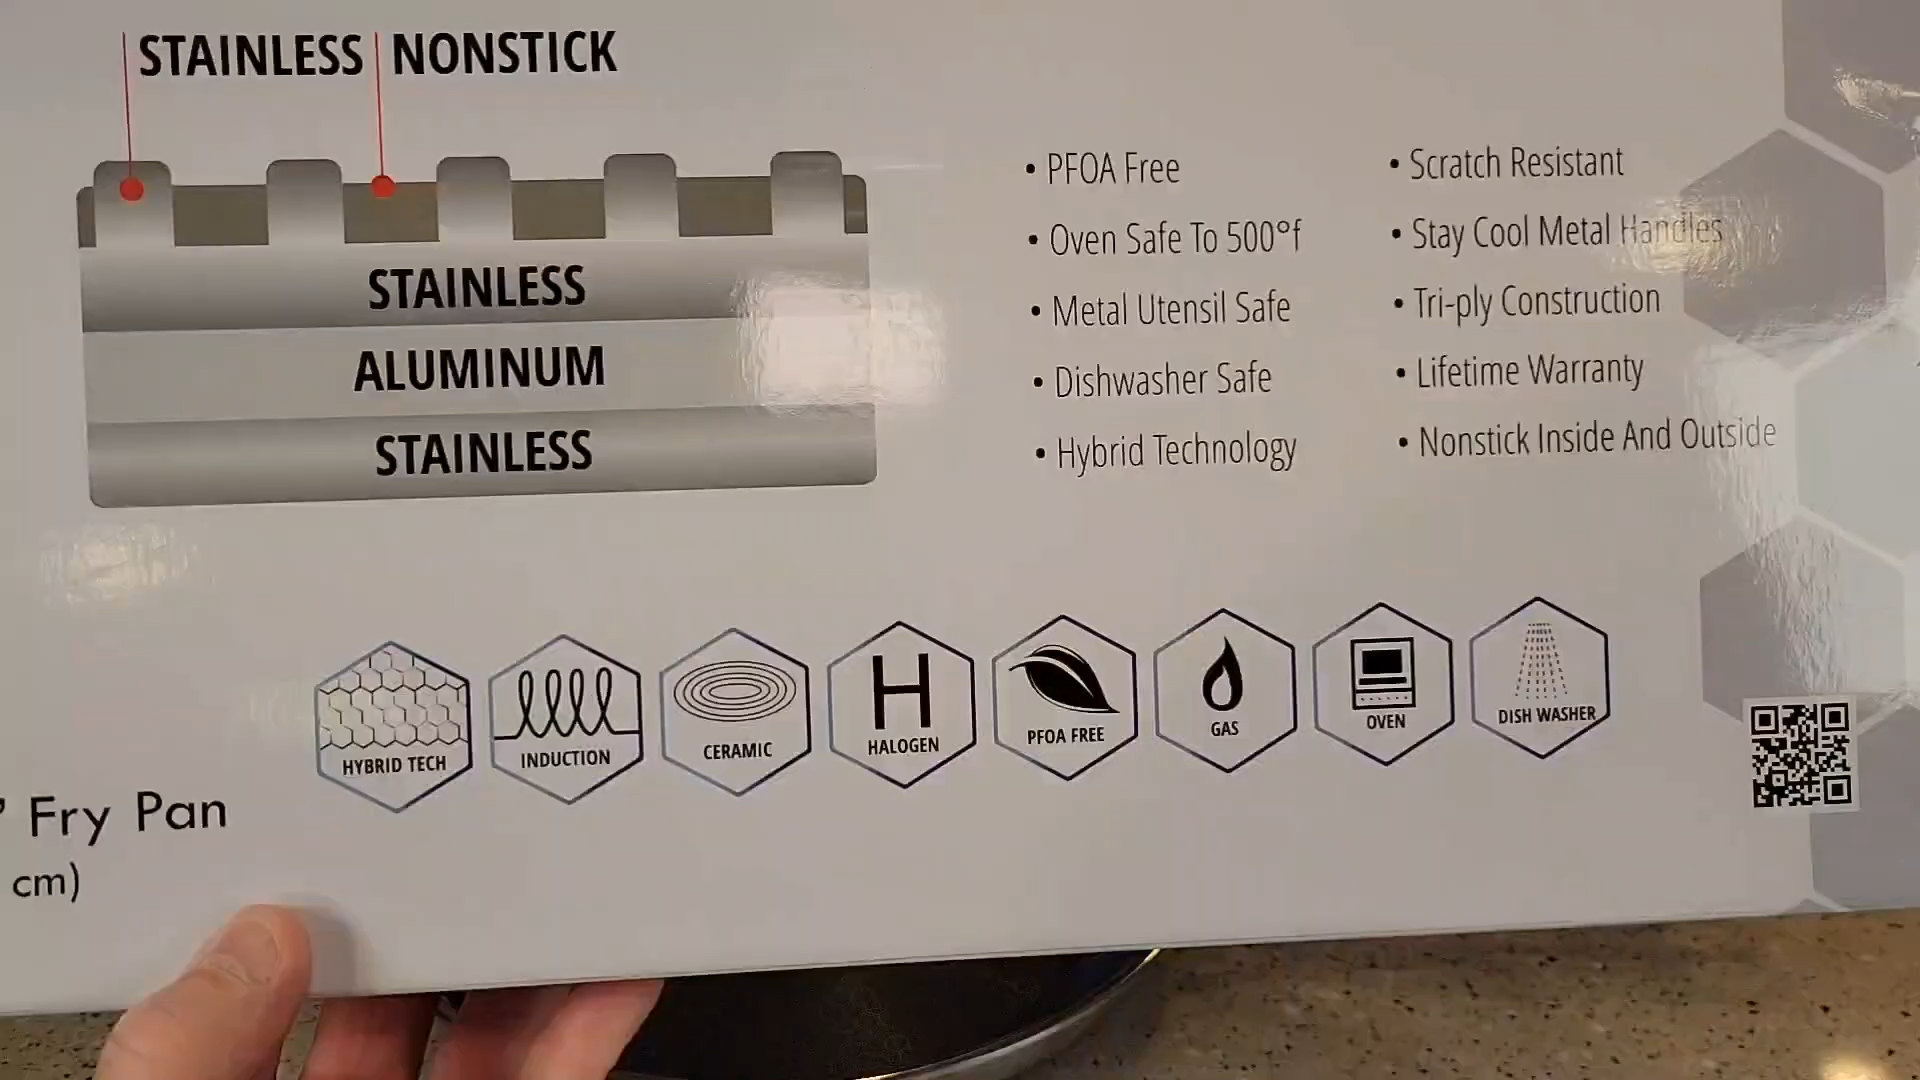 STAINLESS NONSTICK
STAINLESS
ALUMINUM
STAINLESS
• PFOA Free
• Oven Safe To 500°f
• Metal Utensil Safe
• Dishwasher Safe
• Hybrid Technology
• Scratch Resistant
• Stay Cool Metal Handles
• Tri-ply Construction
• Lifetime Warranty
• Nonstick Inside And Outside
HYBRID TECH
INDUCTION
CERAMIC
H
HALOGEN
PFOA FREE
GAS
OVEN
DISH WASHER
" Fry Pan
cm)